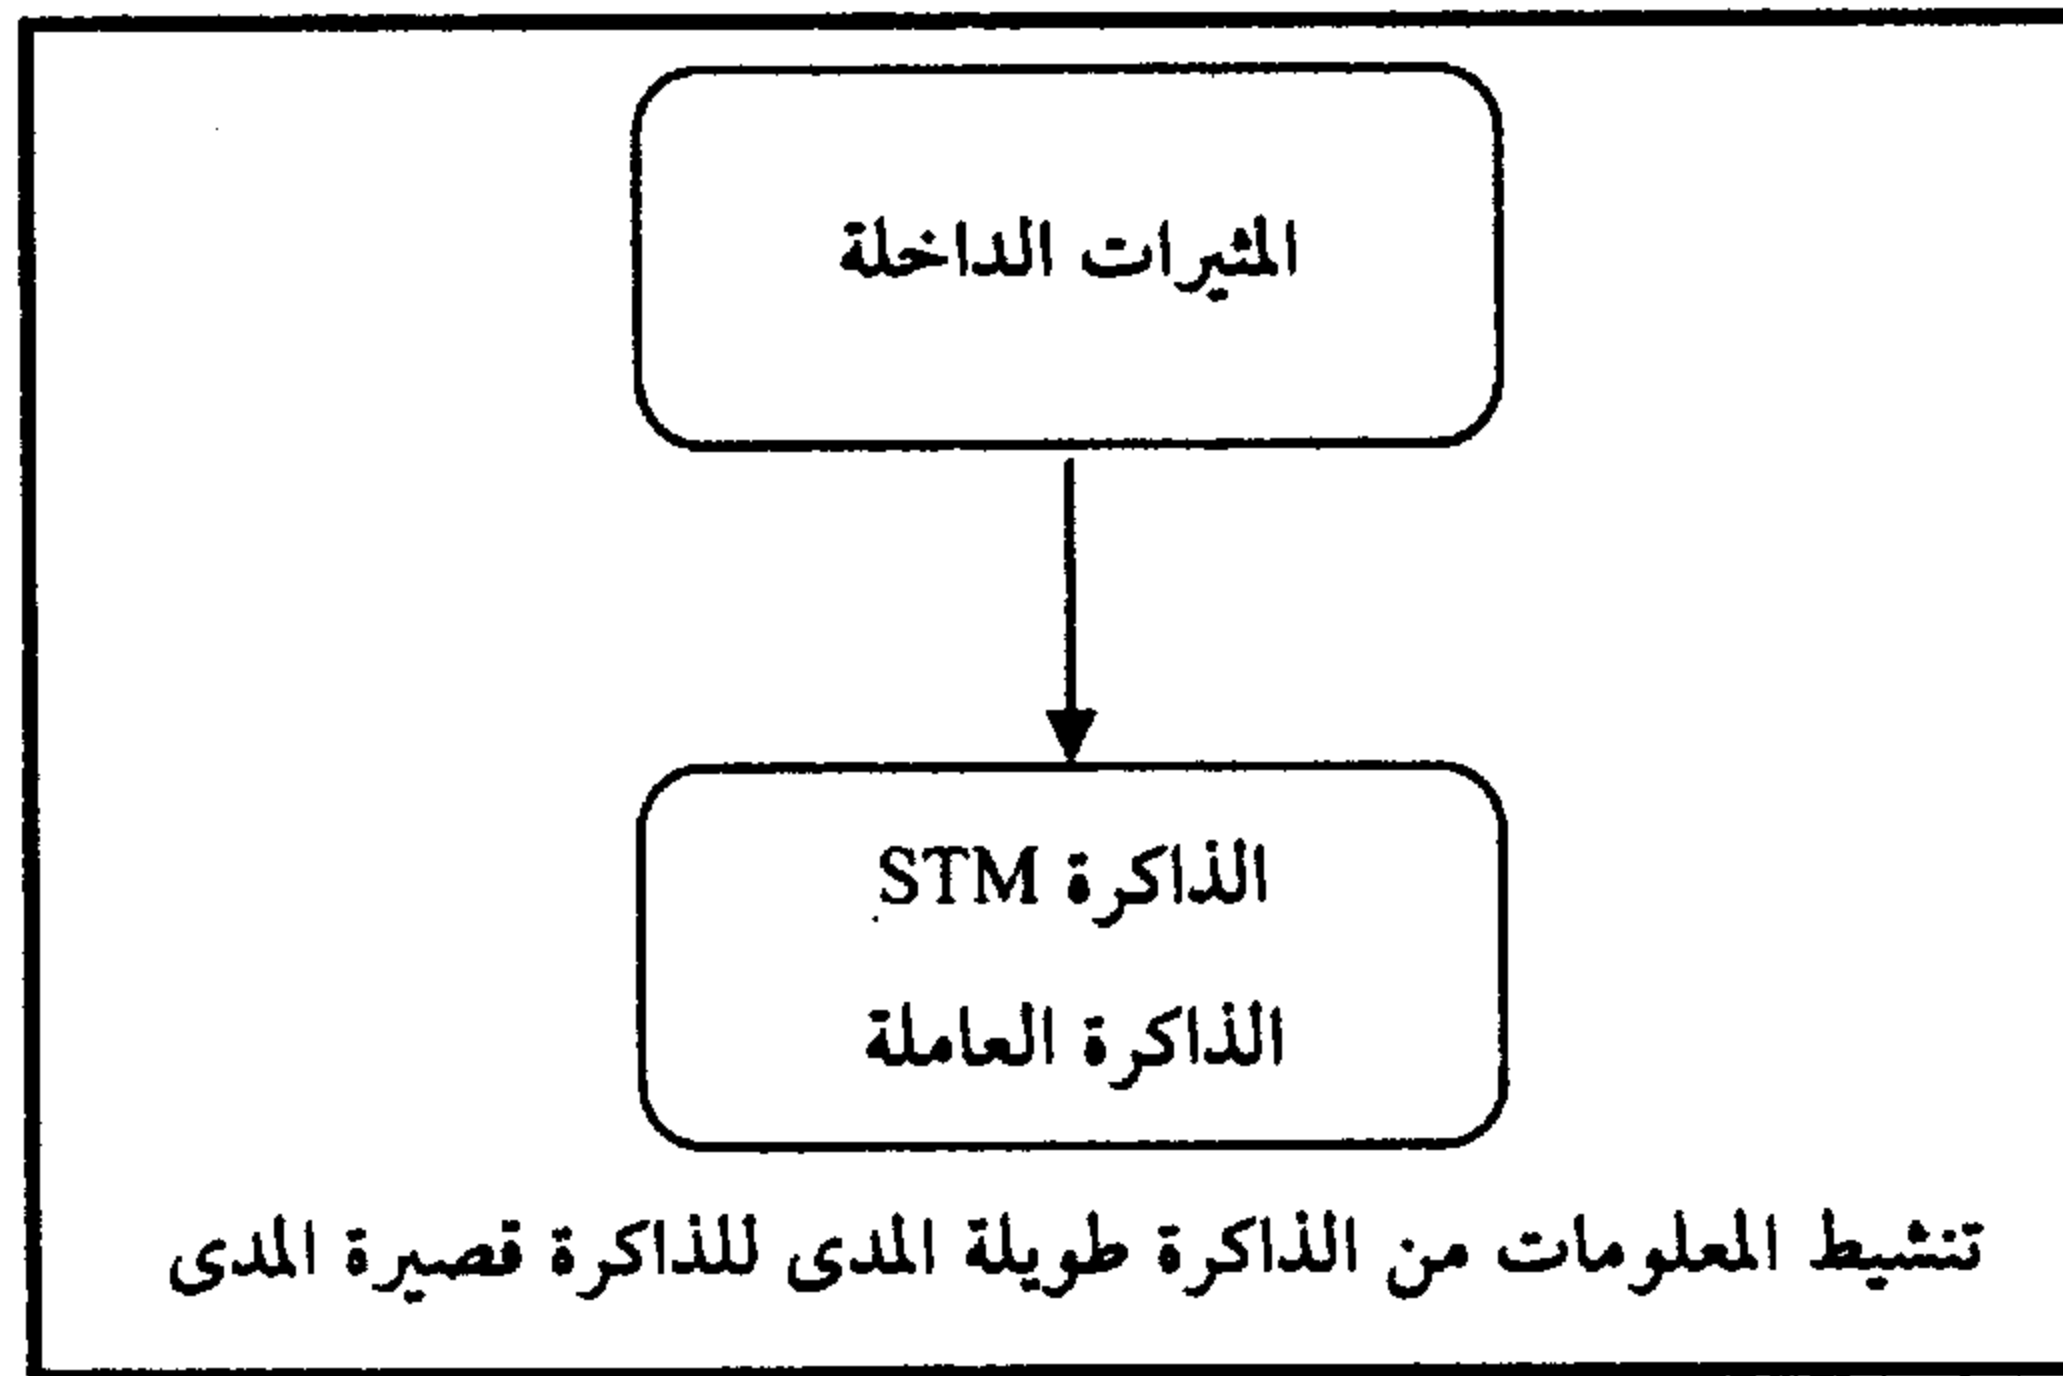 المثيرات الداخلة
الذاكرة STM
الذاكرة العاملة
تنشيط المعلومات من الذاكرة طويلة المدى للذاكرة قصيرة المدى